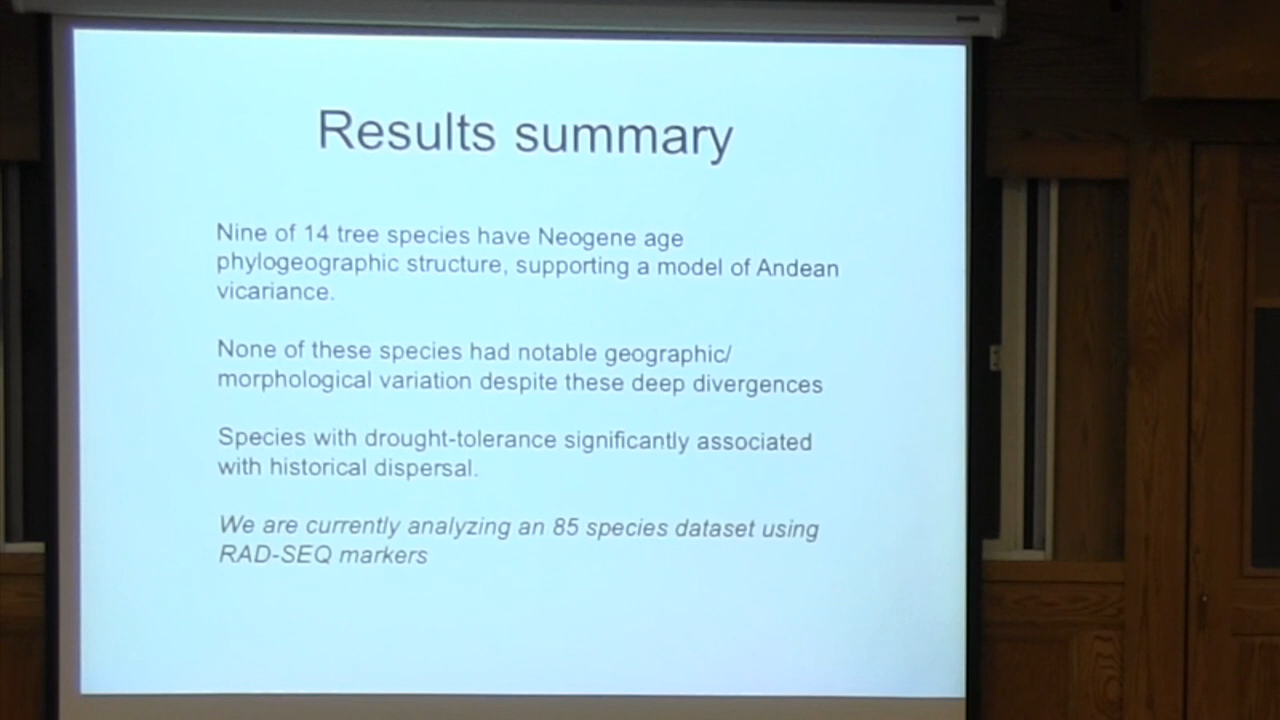 Results summary
Nine of 14 tree species have Neogene age
phylogeographic structure, supporting a model of Andean
vicariance.
None of these species had notable geographic/
morphological variation despite these deep divergences
Species with drought-tolerance significantly associated
with historical dispersal.
We are currently analyzing an 85 species dataset using
RAD-SEQ markers